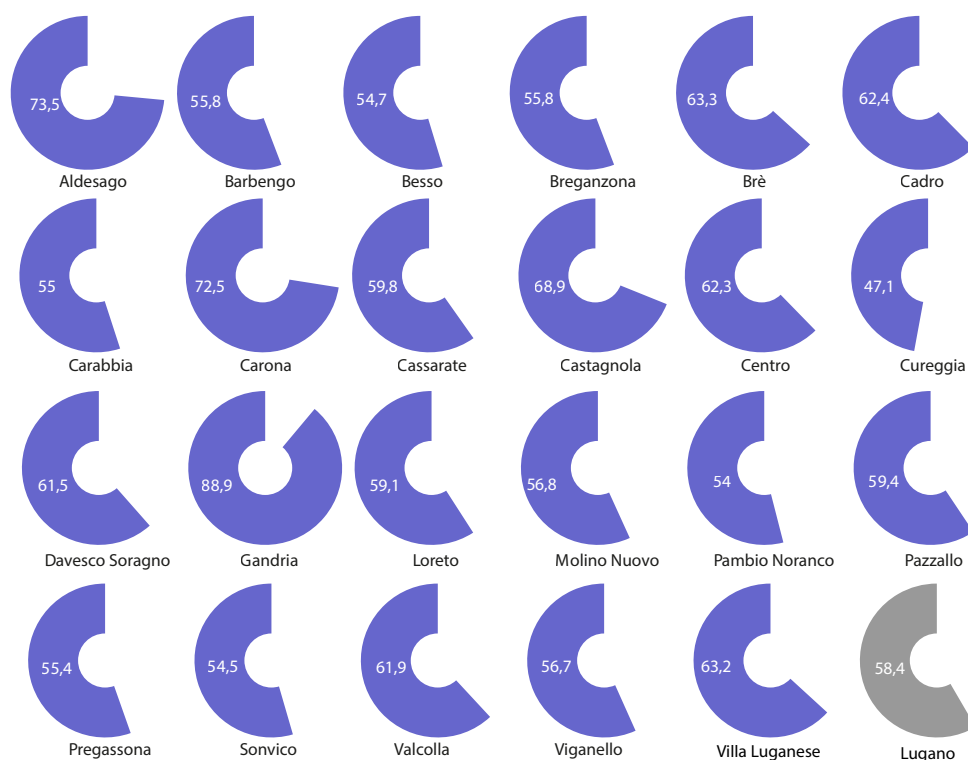 73,5 55,8 54,7 55,8 63,3 62,4
Aldesago Barbengo Besso Breganzona Brè Cadro
55 72,5 59,8 68,9 62,3 47,1
Carabbia Carona Cassarate Castagnola Centro Cureggia
61,5 88,9 59,1 56,8 54 59,4
Davesco Soragno Gandria Loreto Molino Nuovo Pambio Noranco Pazzallo
55,4 54,5 61,9 56,7 63,2 58,4
Pregassona Sonvico Valcolla Viganello Villa Luganese Lugano